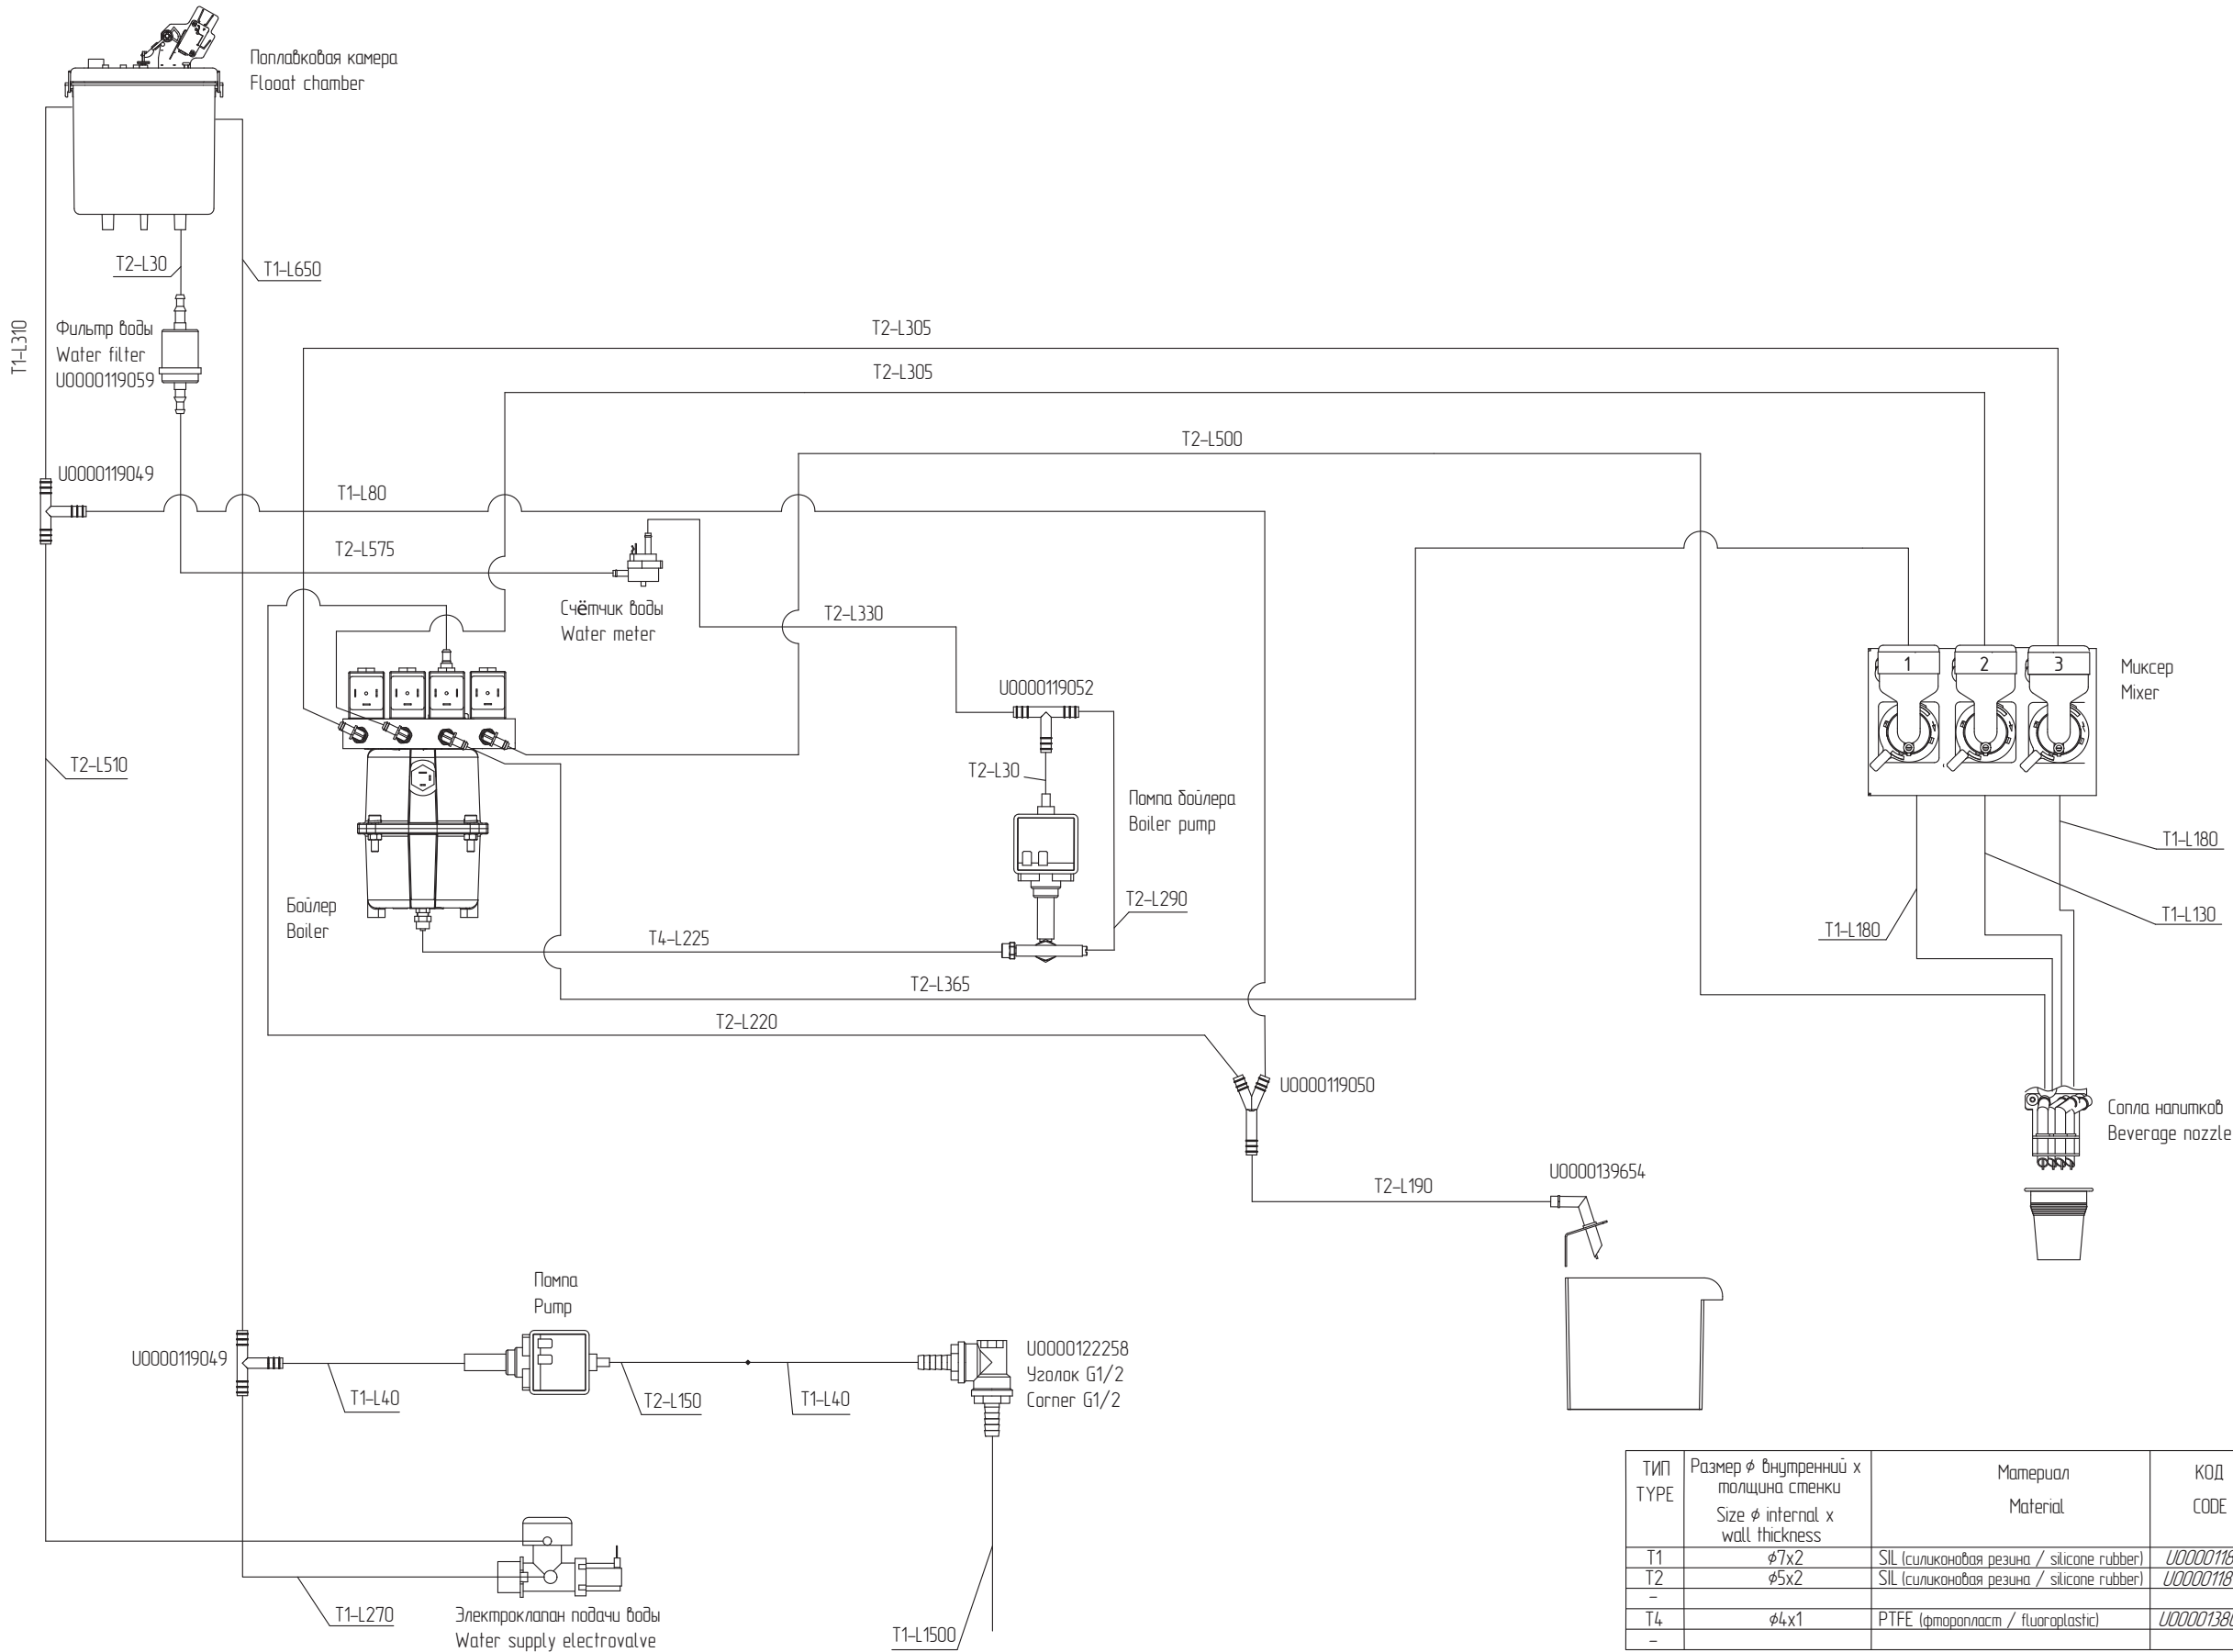 Поплавковая камера
Flooat chamber
T2-L30
T1-L650
T1-L310
Фильтр воды
Water filter
U0000119059
T2-L305
T2-L305
T2-L500
U0000119049
T1-L80
T2-L575
Счётчик воды
Water meter
T2-L330
U0000119052
1
2
3
Миксер
Mixer
T2-L510
T2-L30
Помпа бойлера
Boiler pump
T1-L180
T2-L290
T1-L130
T1-L180
Бойлер
Boiler
T4-L225
T2-L365
T2-L220
U0000119050
Сопла напитков
Beverage nozzle
U0000139654
T2-L190
Помпа
Pump
U0000119049
U0000122258
Уголок G1/2
Corner G1/2
T1-L40
T2-L150
T1-L40
T1-L270
Электроклапан подачи воды
Water supply electrovalve
T1-L1500
ТИП
TYPE
Размер ϕ внутренний x
толщина стенки
Size ϕ internal x
wall thickness
Материал
Material
КОД
CODE
T1 ϕ7x2 SIL (силиконовая резина / silicone rubber)
T2 ϕ5x2 SIL (силиконовая резина / silicone rubber)
-
T4 ϕ4x1 PTFE (фторопласт / fluoroplastic)
-